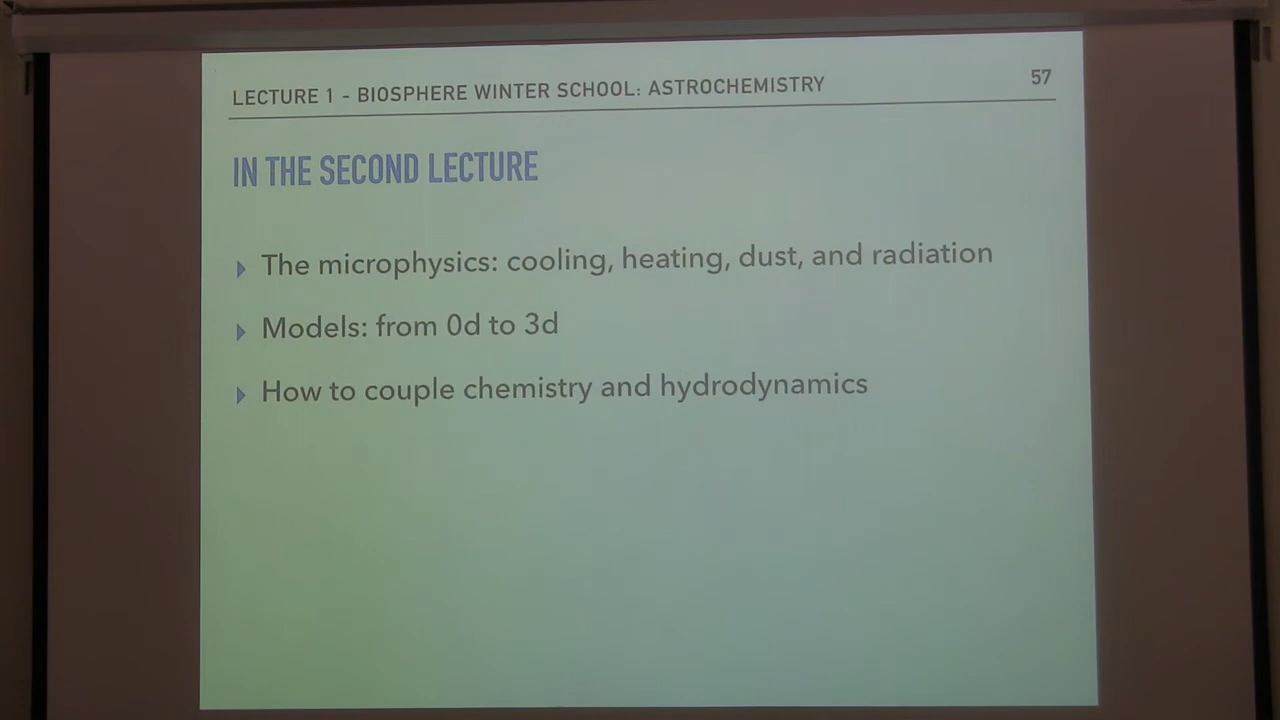 LECTURE 1 - BIOSPHERE WINTER SCHOOL: ASTROCHEMISTRY 57
IN THE SECOND LECTURE
The microphysics: cooling, heating, dust, and radiation
Models: from 0d to 3d
How to couple chemistry and hydrodynamics